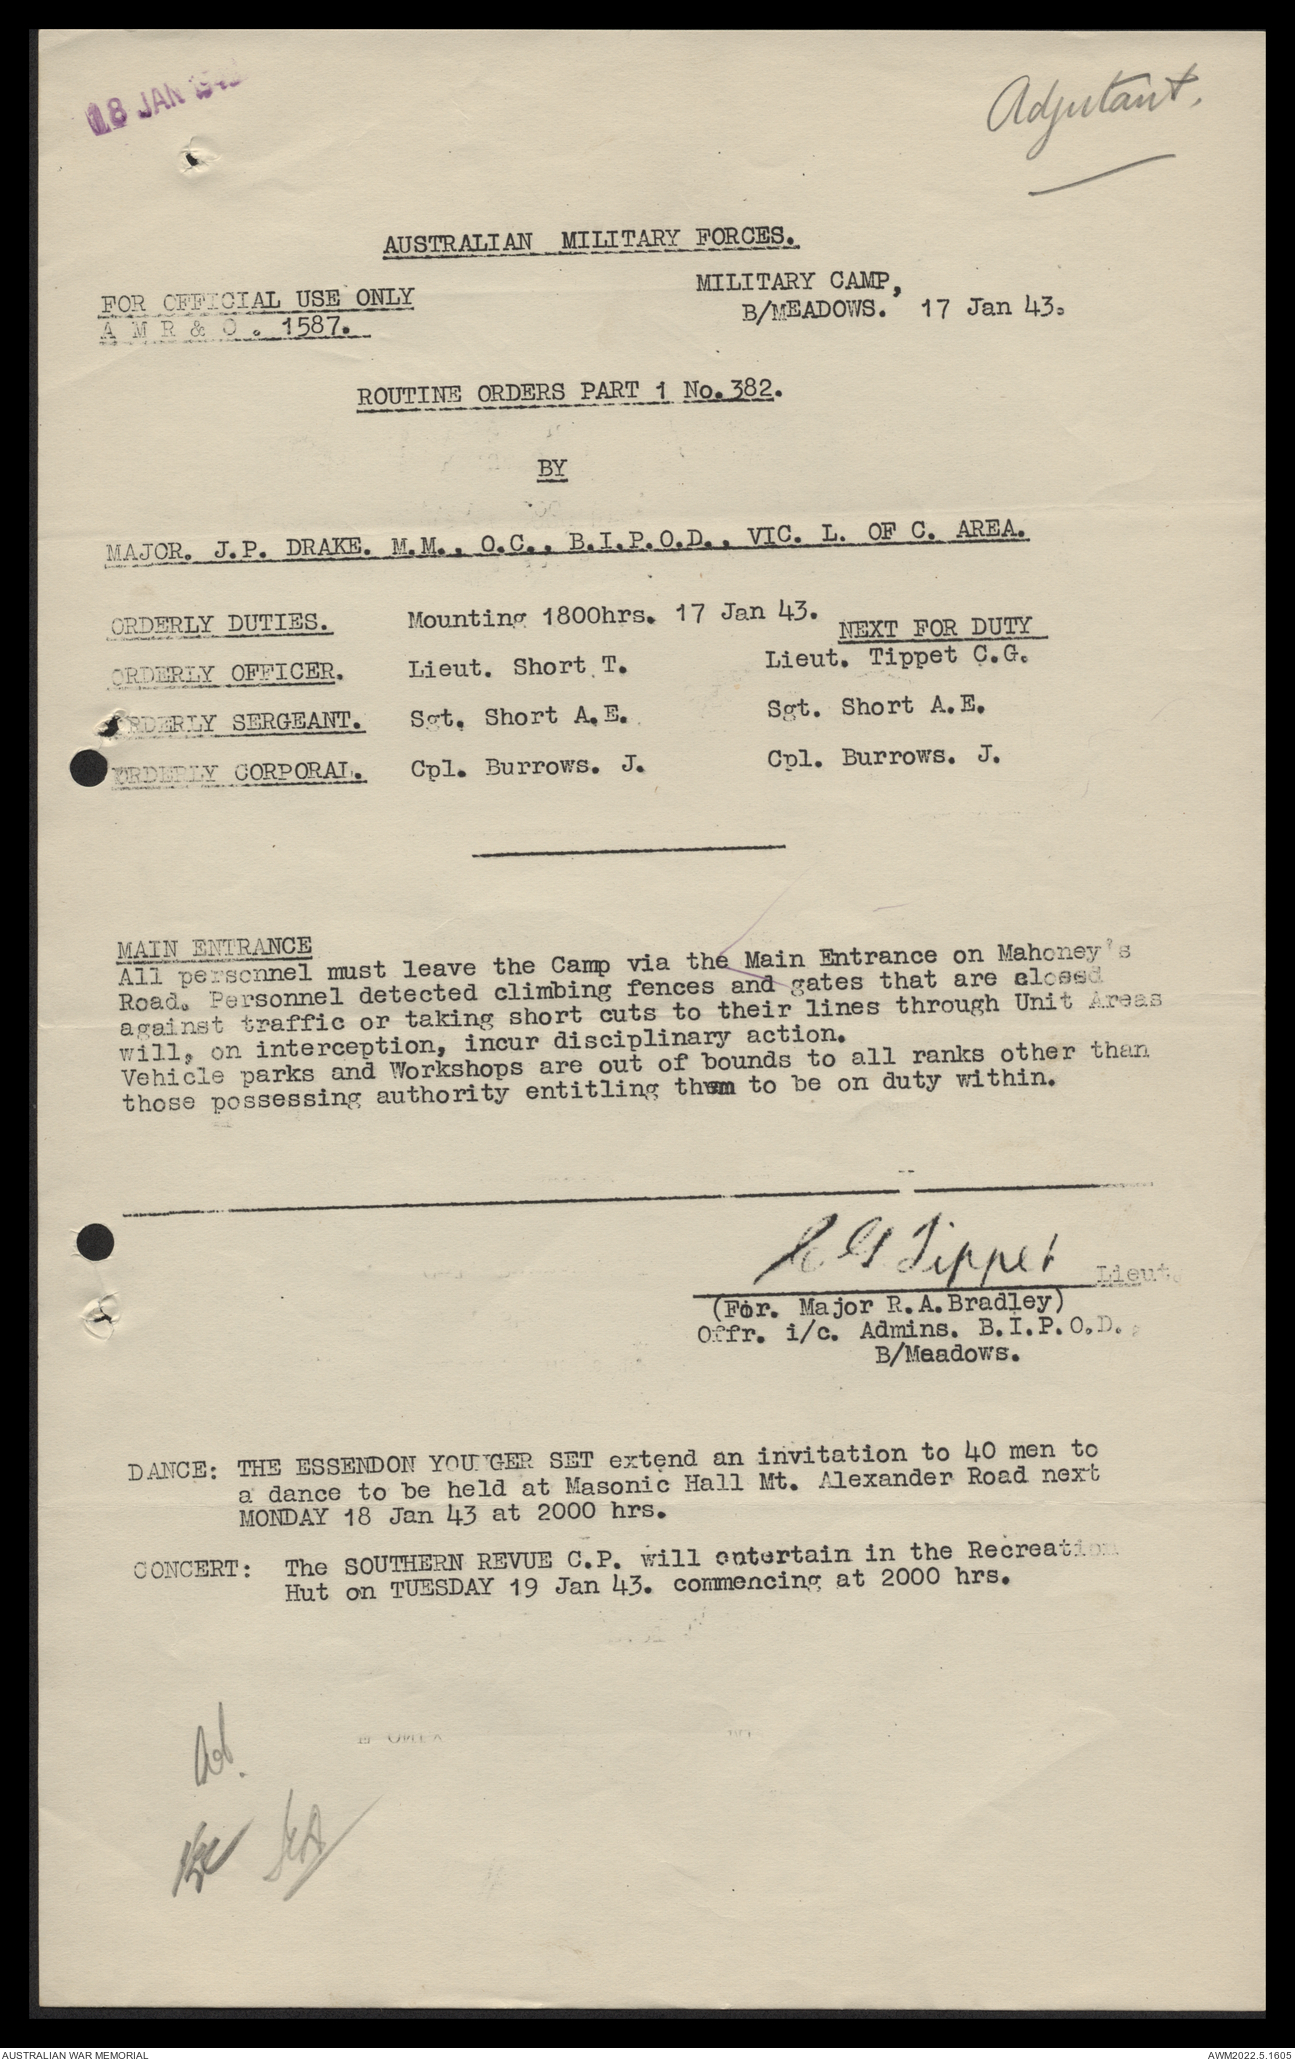 18 JAN 194
Adjutant.
AUSTRALIAN MILITARY FORCES.
MILITARY CAMP,
FOR OFFICIAL USE ONLY
B/MEADOWS. 17 Jan 43.
A M R & O . 1587.
ROUTINE ORDERS PART 1 No. 382.
BY
MAJOR. J.P. DRAKE. M.M., O.C., B.I.P.O.D., VIC. L. OF C. AREA.
ORDERLY DUTIES. Mounting 1800hrs. 17 Jan 43.
NEXT FOR DUTY
ORDERLY OFFICER. Lieut. Short T. Lieut. Tippet C.G.
ORDERLY SERGEANT. Sgt. Short A.E. Sgt. Short A.E.
ORDERLY CORPORAL. Cpl. Burrows. J. Cpl. Burrows. J.
MAIN ENTRANCE
All personnel must leave the Camp via the Main Entrance on Mahoney's
Road. Personnel detected climbing fences and gates that are closed
against traffic or taking short cuts to their lines through Unit Areas
will, on interception, incur disciplinary action.
Vehicle parks and Workshops are out of bounds to all ranks other than
those possessing authority entitling them to be on duty within.
C G Tippet Lieut.
(For. Major R.A. Bradley)
Offr. i/c. Admins. B.I.P.O.D.,
B/Meadows.
DANCE: THE ESSENDON YOUNGER SET extend an invitation to 40 men to
a dance to be held at Masonic Hall Mt. Alexander Road next
MONDAY 18 Jan 43 at 2000 hrs.
CONCERT: The SOUTHERN REVUE C.P. will entertain in the Recreation
Hut on TUESDAY 19 Jan 43. commencing at 2000 hrs.
AUSTRALIAN WAR MEMORIAL
AWM2022.5.1605